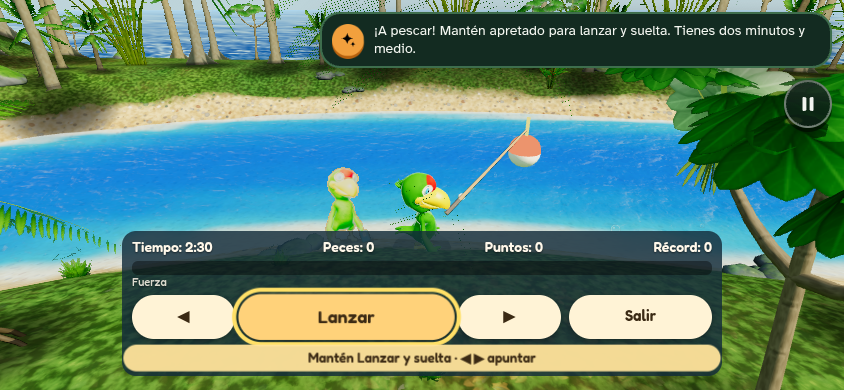 ¡A pescar! Mantén apretado para lanzar y suelta. Tienes dos minutos y
medio.
Tiempo: 2:30 Peces: 0 Puntos: 0 Récord: 0
Fuerza
◀ Lanzar ▶ Salir
Mantén Lanzar y suelta · ◀ ▶ apuntar